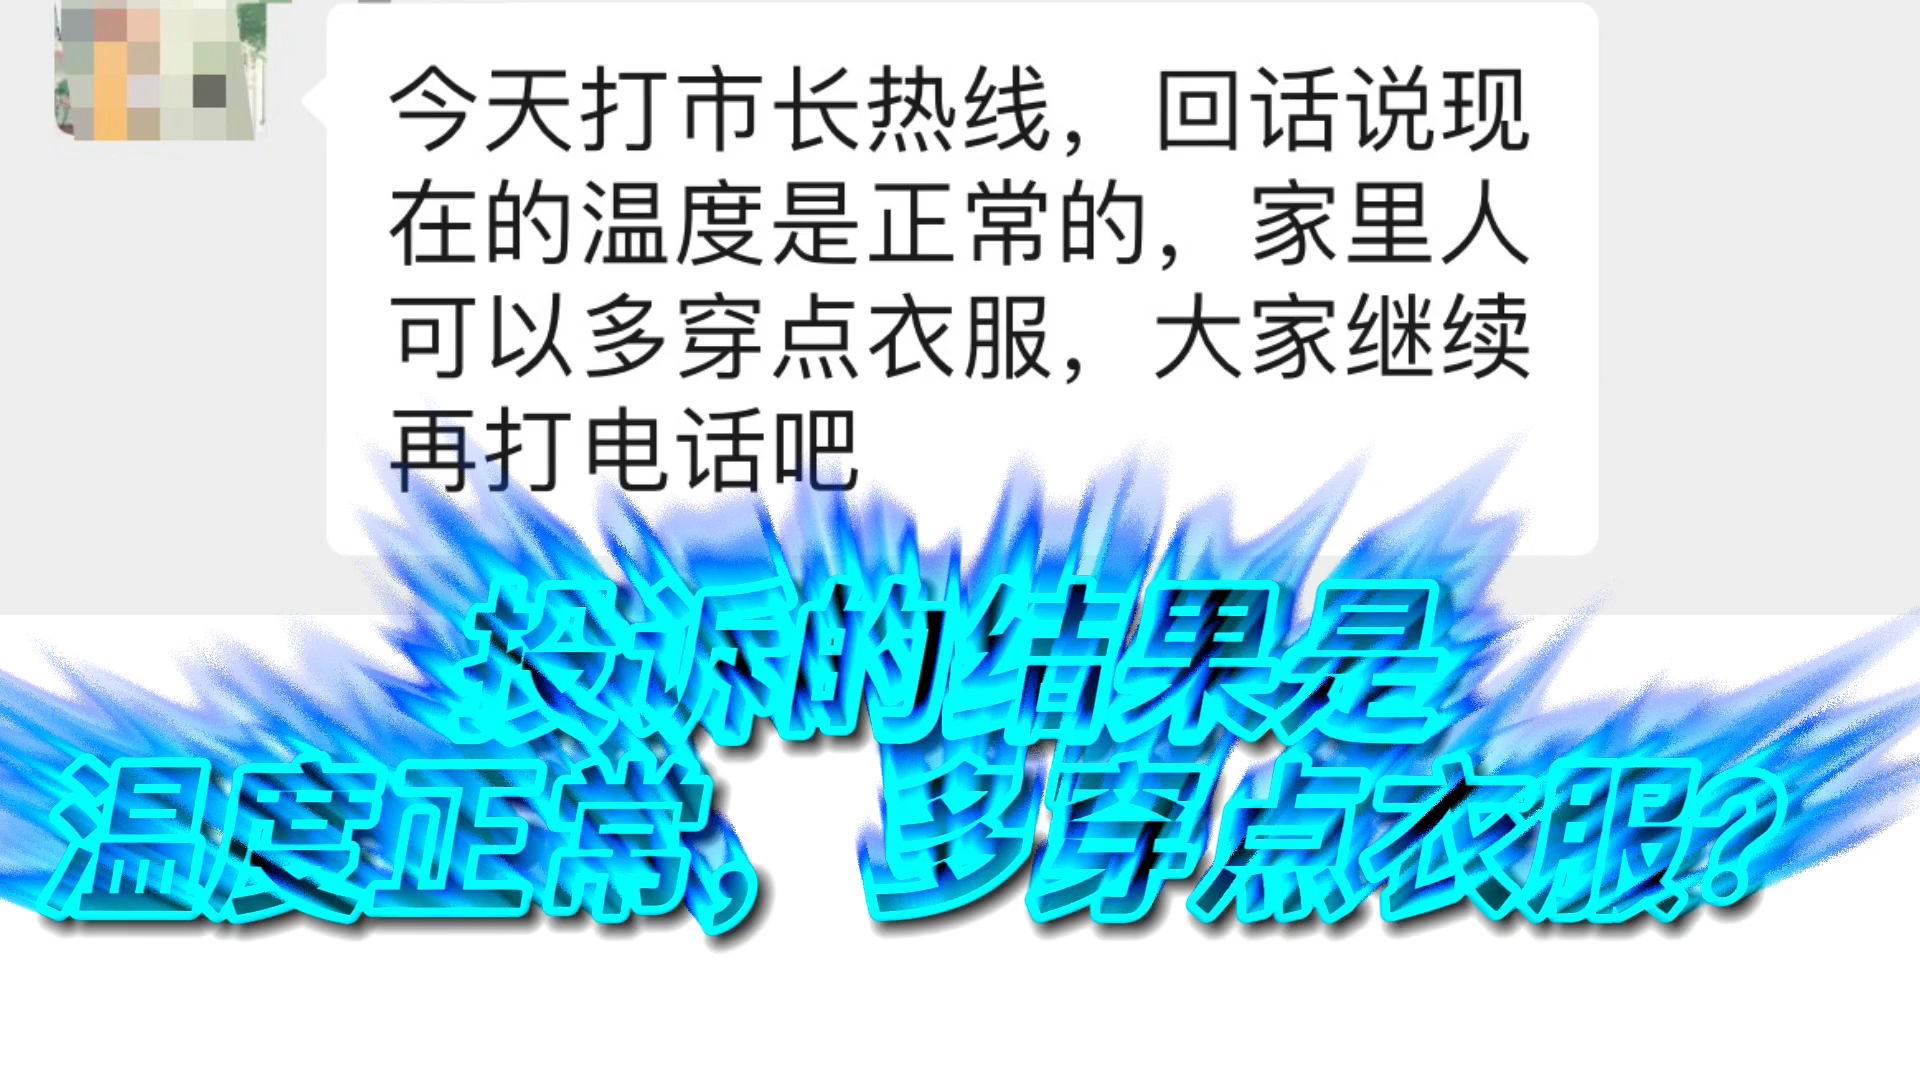 今天打市长热线，回话说现
在的温度是正常的，家里人
可以多穿点衣服，大家继续
再打电话吧
投诉的结果是
温度正常，多穿点衣服？